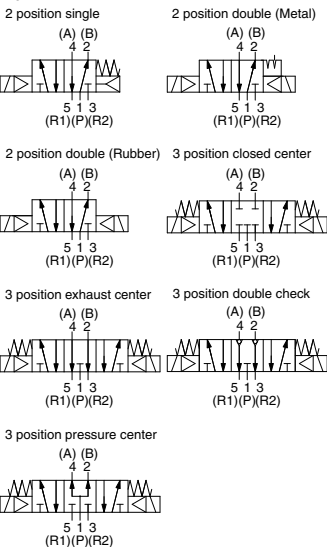 2 position single
(A) (B)
4 2
5 1 3
(R1)(P)(R2)
2 position double (Metal)
(A) (B)
4 2
5 1 3
(R1)(P)(R2)
2 position double (Rubber)
(A) (B)
4 2
5 1 3
(R1)(P)(R2)
3 position closed center
(A) (B)
4 2
5 1 3
(R1)(P)(R2)
3 position exhaust center
(A) (B)
4 2
5 1 3
(R1)(P)(R2)
3 position double check
(A) (B)
4 2
5 1 3
(R1)(P)(R2)
3 position pressure center
(A) (B)
4 2
5 1 3
(R1)(P)(R2)